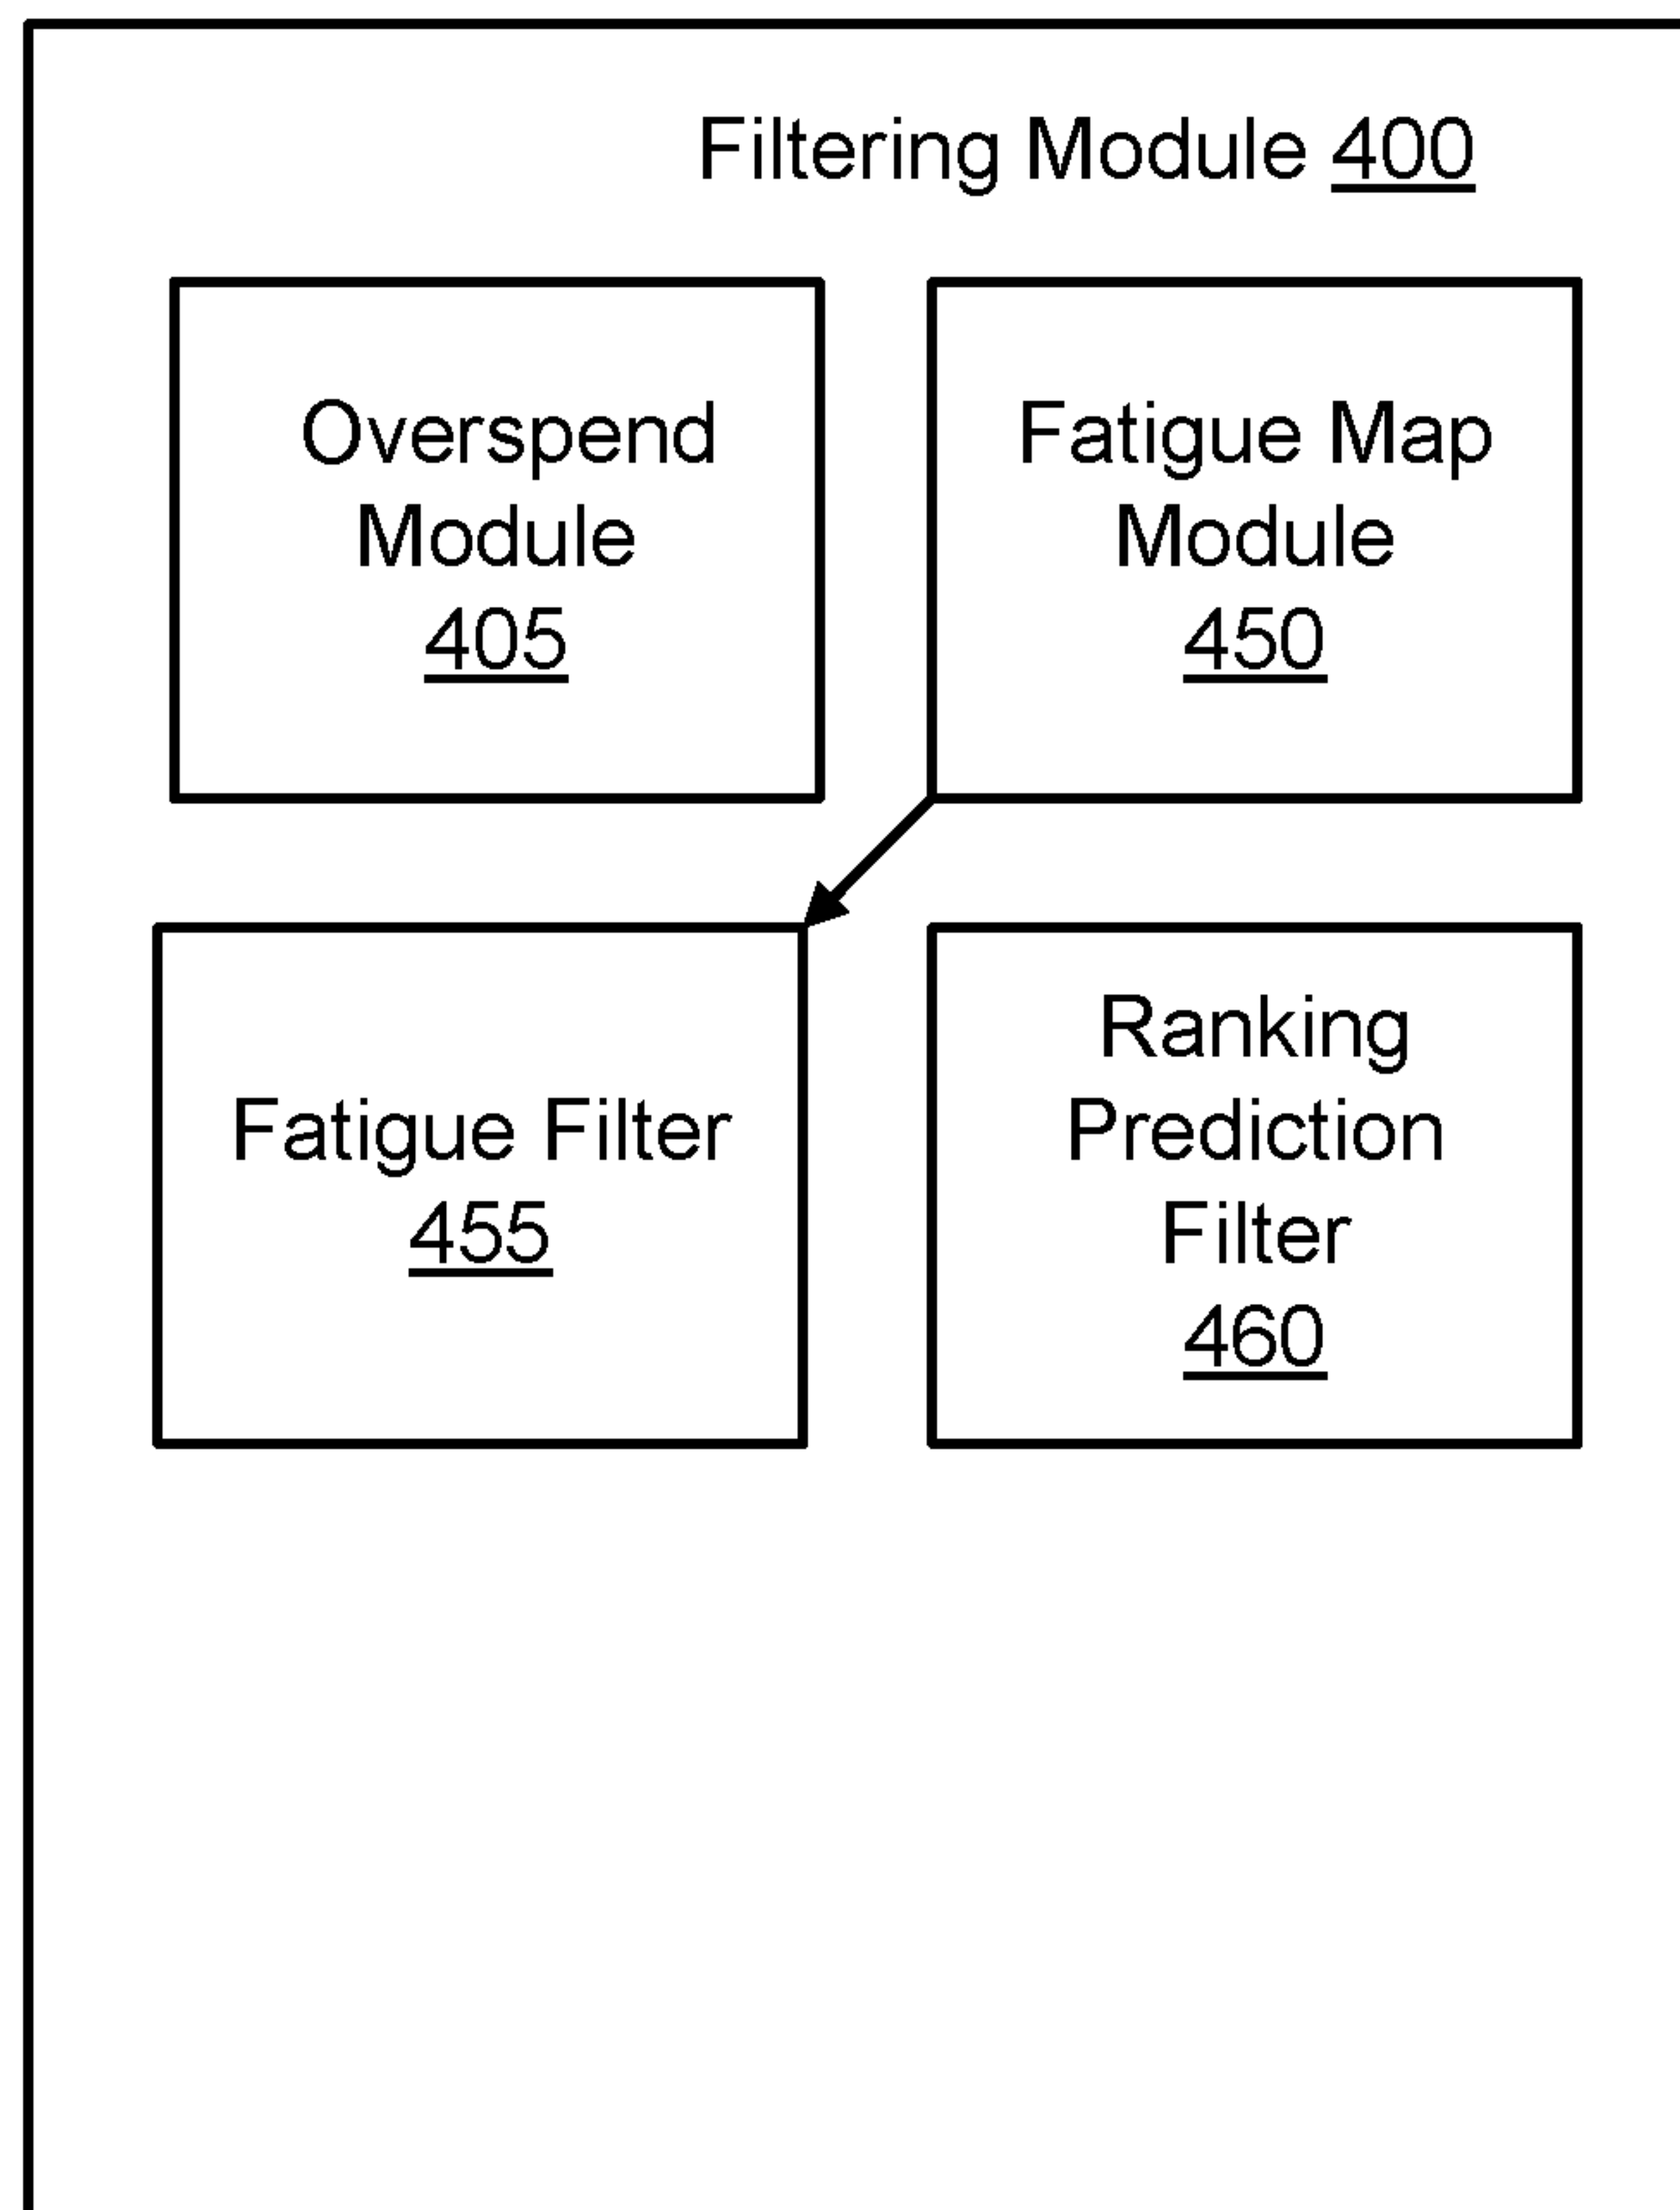 Filtering Module 400
Overspend
Module
405
Fatigue Map
Module
450
Fatigue Filter
455
Ranking
Prediction
Filter
460